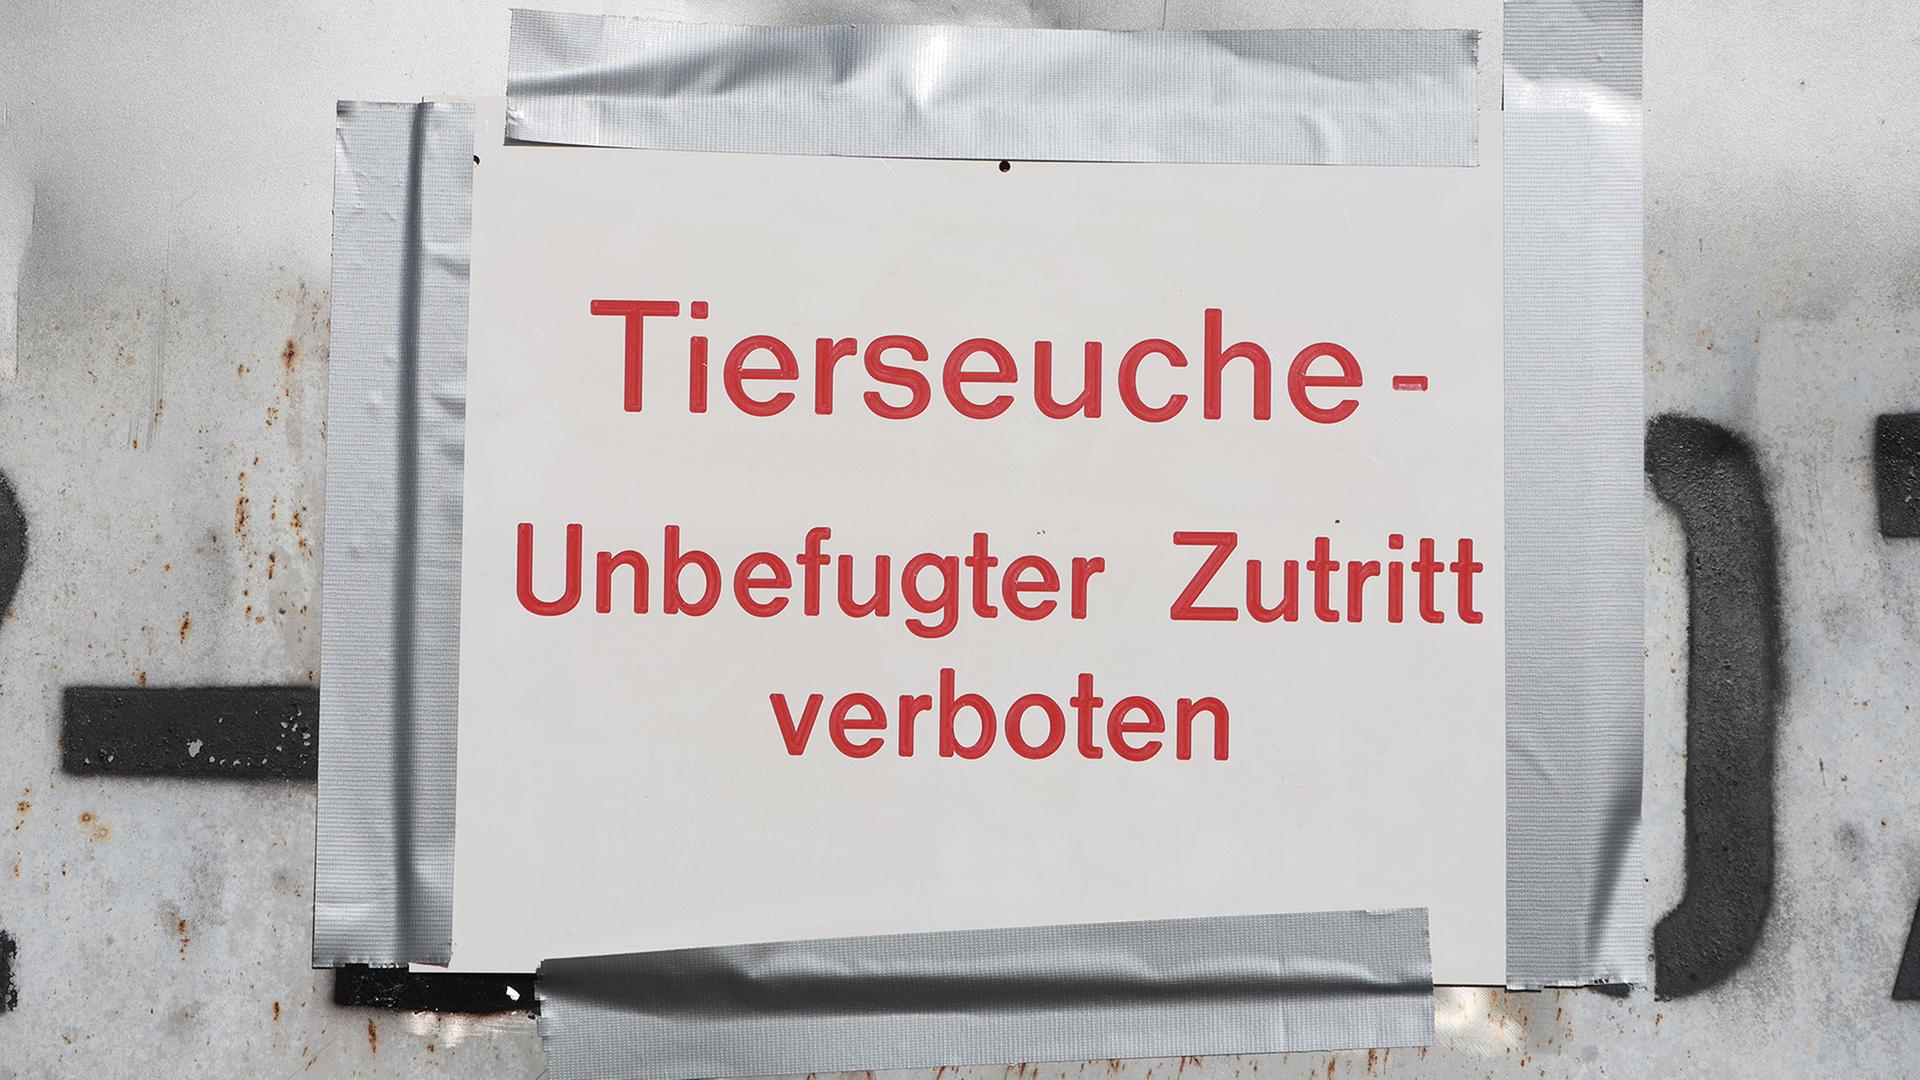 Tierseuche -
Unbefugter Zutritt
verboten